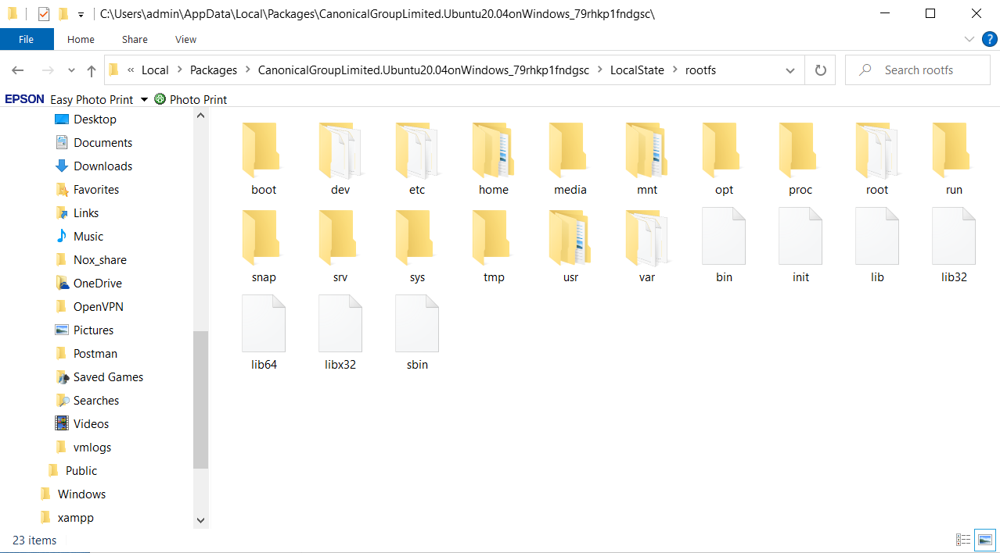 C:\Users\admin\AppData\Local\Packages\CanonicalGroupLimited.Ubuntu20.04onWindows_79rhkp1fndgsc\
File Home Share View ?
« Local > Packages > CanonicalGroupLimited.Ubuntu20.04onWindows_79rhkp1fndgsc > LocalState > rootfs
Search rootfs
EPSON Easy Photo Print Photo Print
Desktop
Documents
Downloads
Favorites
Links
Music
Nox_share
OneDrive
OpenVPN
Pictures
Postman
Saved Games
Searches
Videos
vmlogs
Public
Windows
xampp
boot dev etc home media mnt opt proc root run
snap srv sys tmp usr var bin init lib lib32
lib64 libx32 sbin
23 items